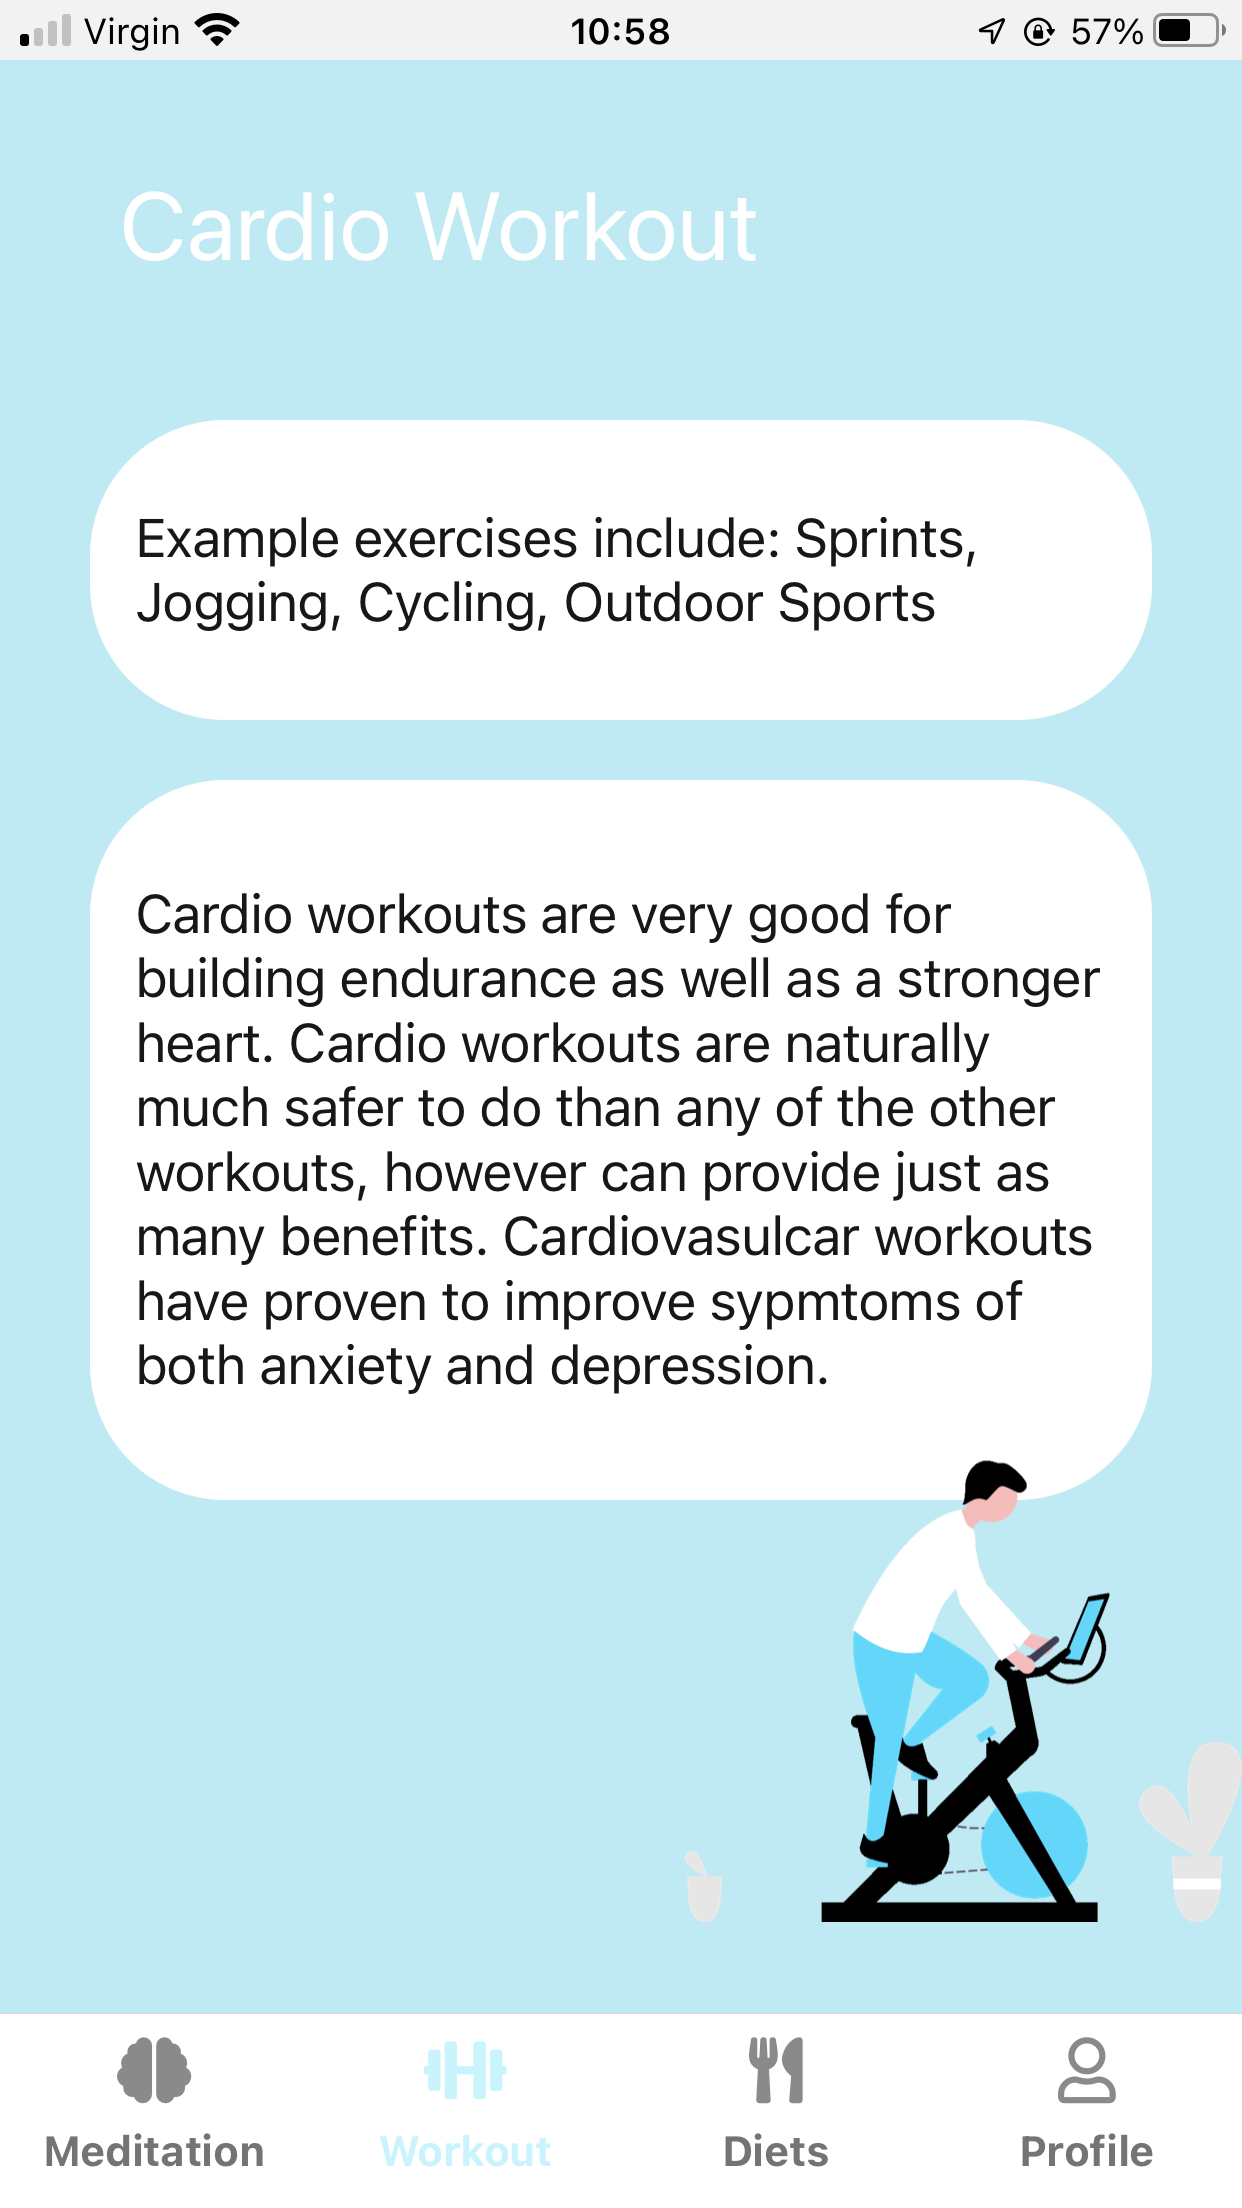 Virgin 10:58 57%
Cardio Workout
Example exercises include: Sprints,
Jogging, Cycling, Outdoor Sports
Cardio workouts are very good for
building endurance as well as a stronger
heart. Cardio workouts are naturally
much safer to do than any of the other
workouts, however can provide just as
many benefits. Cardiovasulcar workouts
have proven to improve sypmtoms of
both anxiety and depression.
Meditation Workout Diets Profile